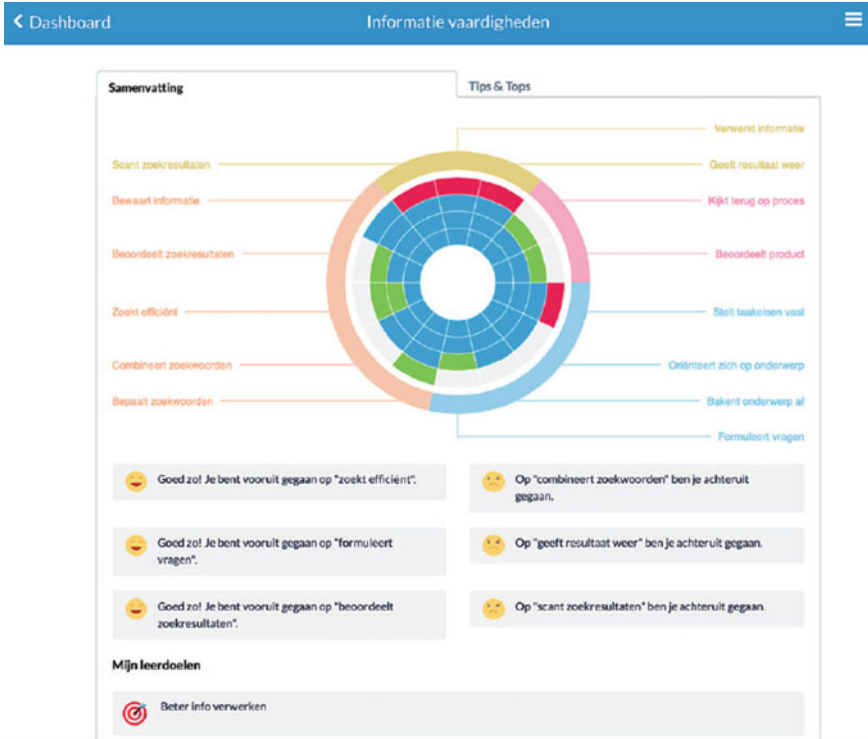 Dashboard
Informatie vaardigheden
Samenvatting
Tips & Tops
Verwerkt informatie
Scant zoekresultaten
Geeft resultaat weer
Bewaart informatie
Kijkt terug op proces
Beoordeelt zoekresultaten
Beoordeelt product
Zoekt efficiënt
Stelt taakeisen vast
Combineert zoekwoorden
Oriënteert zich op onderwerp
Bepaalt zoekwoorden
Bakent onderwerp af
Formuleert vragen
Goed zo! Je bent vooruit gegaan op "zoekt efficiënt".
Op "combineert zoekwoorden" ben je achteruit
gegaan.
Goed zo! Je bent vooruit gegaan op "formuleert
vragen".
Op "geeft resultaat weer" ben je achteruit gegaan.
Goed zo! Je bent vooruit gegaan op "beoordeelt
zoekresultaten".
Op "scant zoekresultaten" ben je achteruit gegaan.
Mijn leerdoelen
Beter info verwerken